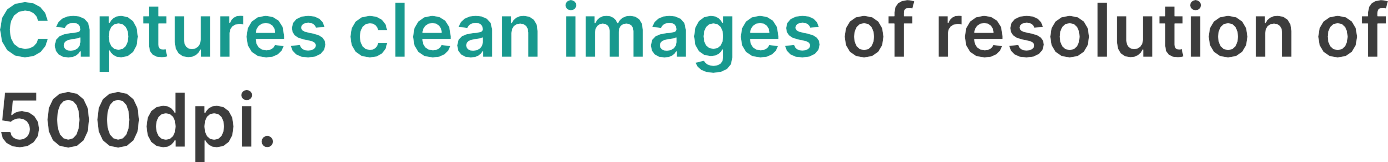 Captures clean images of resolution of
500dpi.